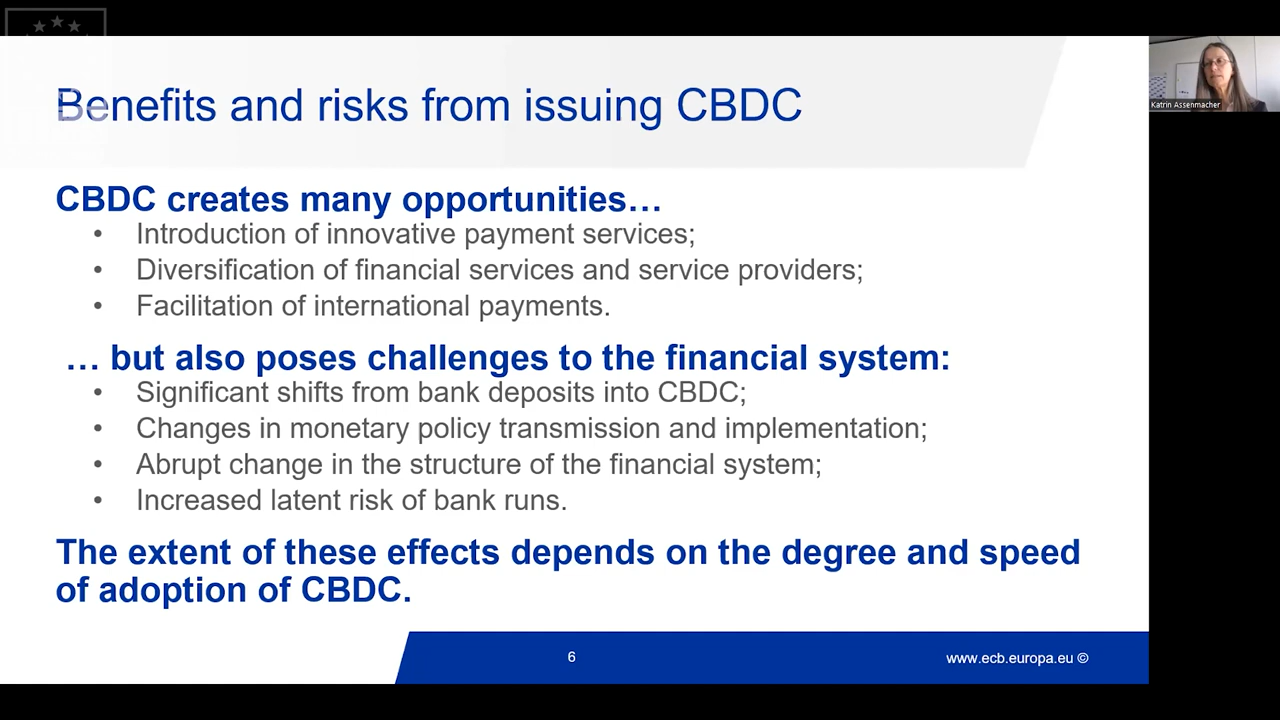 Benefits and risks from issuing CBDC
Katrin Assenmacher
CBDC creates many opportunities…
• Introduction of innovative payment services;
• Diversification of financial services and service providers;
• Facilitation of international payments.
… but also poses challenges to the financial system:
• Significant shifts from bank deposits into CBDC;
• Changes in monetary policy transmission and implementation;
• Abrupt change in the structure of the financial system;
• Increased latent risk of bank runs.
The extent of these effects depends on the degree and speed
of adoption of CBDC.
6
www.ecb.europa.eu ©